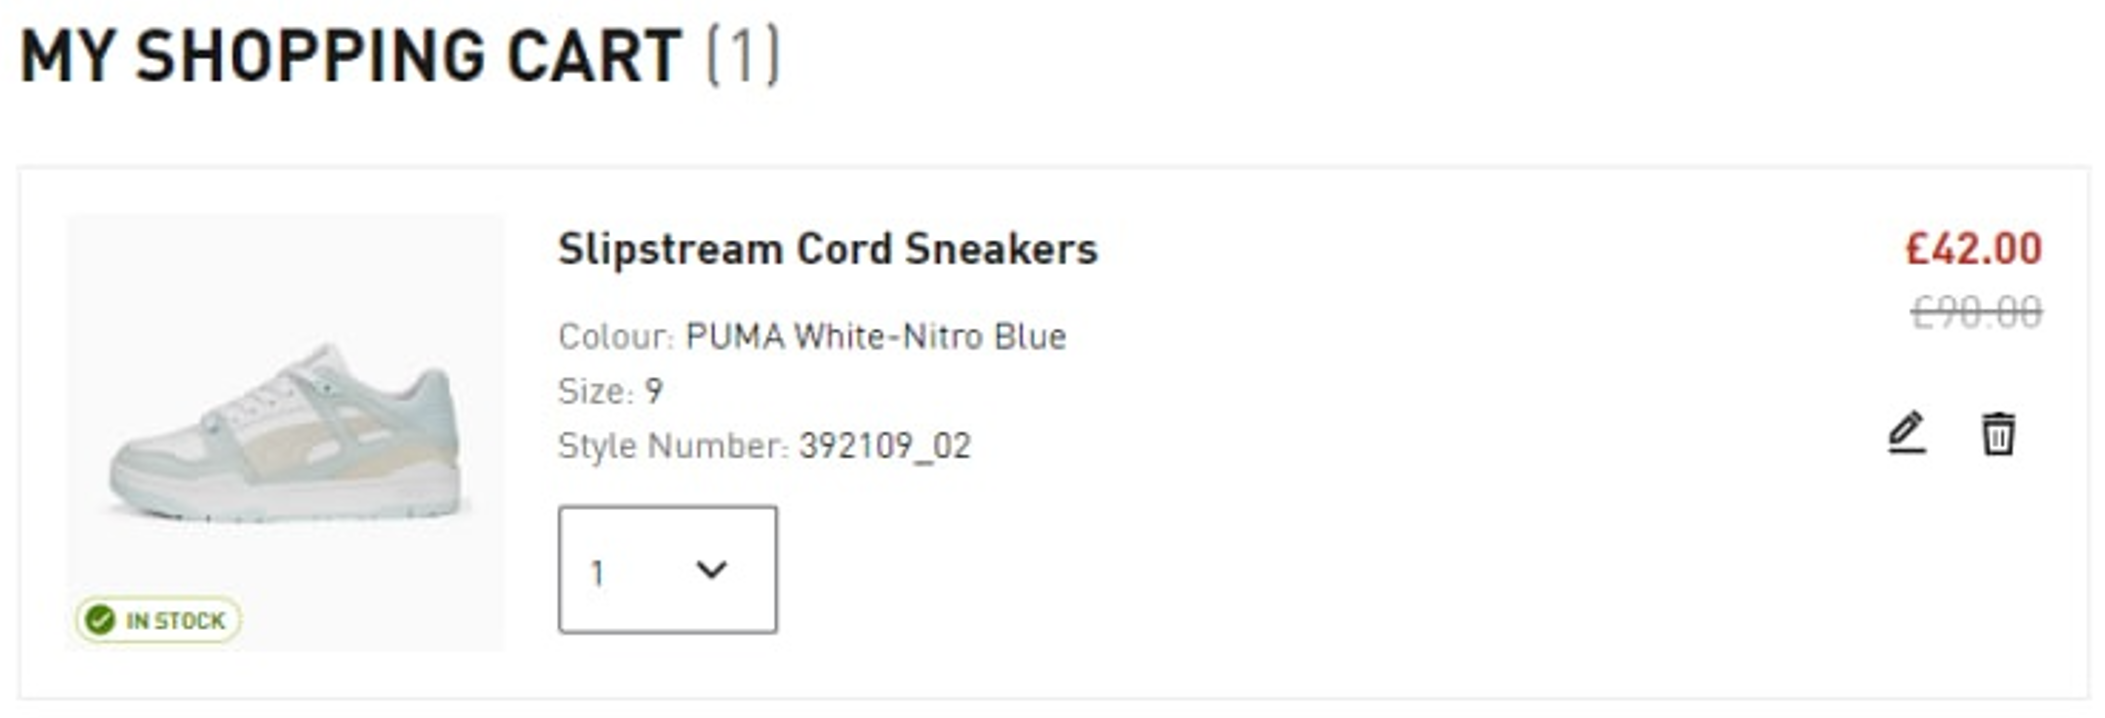 MY SHOPPING CART (1)
Slipstream Cord Sneakers
£42.00
£90.00
Colour: PUMA White-Nitro Blue
Size: 9
Style Number: 392109_02
1
IN STOCK